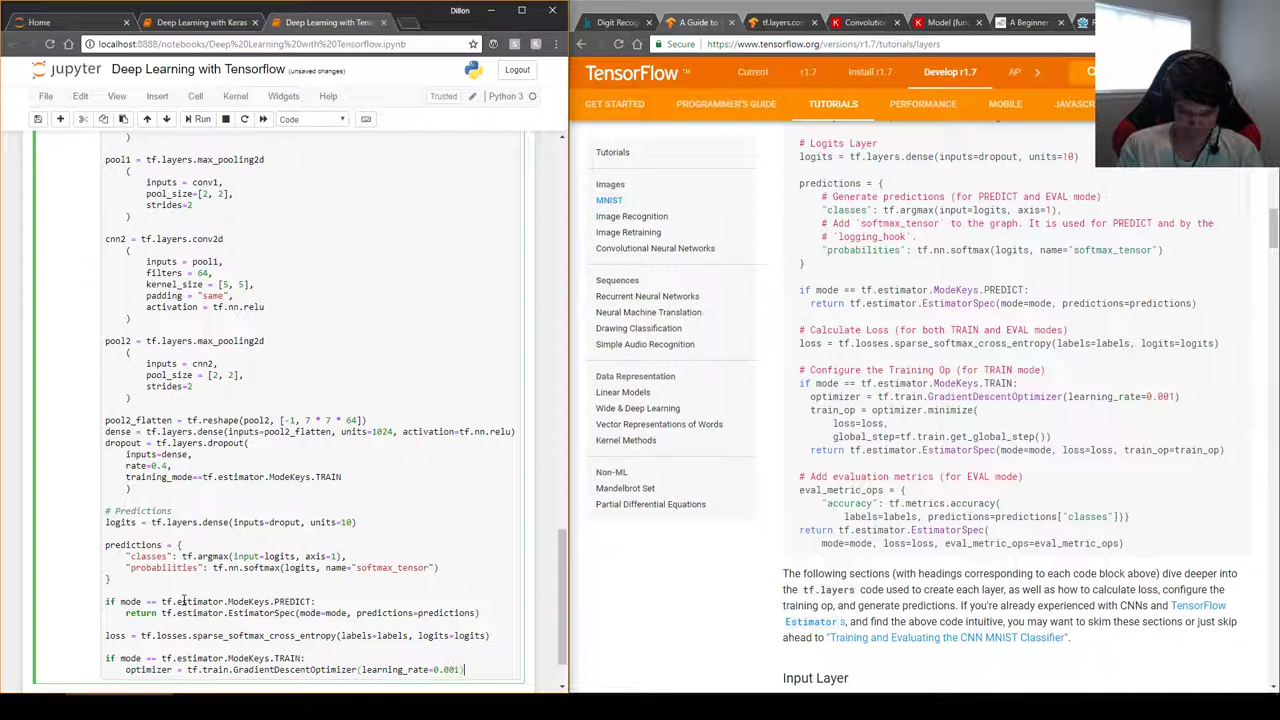 Dillon
Home
Deep Learning with Keras
Deep Learning with Ten
localhost:8888/notebooks/Deep%20Learning%20with%20Tensorflow.ipynb
jupyter Deep Learning with Tensorflow (unsaved changes)
Logout
File Edit View Insert Cell Kernel Widgets Help
Trusted
Python 3
Run
Code
)
pool1 = tf.layers.max_pooling2d
(
inputs = conv1,
pool_size=[2, 2],
strides=2
)
cnn2 = tf.layers.conv2d
(
inputs = pool1,
filters = 64,
kernel_size = [5, 5],
padding = "same",
activation = tf.nn.relu
)
pool2 = tf.layers.max_pooling2d
(
inputs = cnn2,
pool_size = [2, 2],
strides=2
)
pool2_flatten = tf.reshape(pool2, [-1, 7 * 7 * 64])
dense = tf.layers.dense(inputs=pool2_flatten, units=1024, activation=tf.nn.relu)
dropout = tf.layers.dropout(
inputs=dense,
rate=0.4,
training_mode==tf.estimator.ModeKeys.TRAIN
)
# Predictions
logits = tf.layers.dense(inputs=droput, units=10)
predictions = {
"classes": tf.argmax(input=logits, axis=1),
"probabilities": tf.nn.softmax(logits, name="softmax_tensor")
}
if mode == tf.estimator.ModeKeys.PREDICT:
return tf.estimator.EstimatorSpec(mode=mode, predictions=predictions)
loss = tf.losses.sparse_softmax_cross_entropy(labels=labels, logits=logits)
if mode == tf.estimator.ModeKeys.TRAIN:
optimizer = tf.train.GradientDescentOptimizer(learning_rate=0.001)
Digit Recog
A Guide to
tf.layers.con
Convolution
Model (func
A Beginner
Secure
https://www.tensorflow.org/versions/r1.7/tutorials/layers
TensorFlow™
Current r1.7 Install r1.7 Develop r1.7 AP
GET STARTED PROGRAMMER'S GUIDE TUTORIALS PERFORMANCE MOBILE JAVASC
Tutorials
Images
MNIST
Image Recognition
Image Retraining
Convolutional Neural Networks
Sequences
Recurrent Neural Networks
Neural Machine Translation
Drawing Classification
Simple Audio Recognition
Data Representation
Linear Models
Wide & Deep Learning
Vector Representations of Words
Kernel Methods
Non-ML
Mandelbrot Set
Partial Differential Equations
# Logits Layer
logits = tf.layers.dense(inputs=dropout, units=10)
predictions = {
# Generate predictions (for PREDICT and EVAL mode)
"classes": tf.argmax(input=logits, axis=1),
# Add `softmax_tensor` to the graph. It is used for PREDICT and by the
# `logging_hook`.
"probabilities": tf.nn.softmax(logits, name="softmax_tensor")
}
if mode == tf.estimator.ModeKeys.PREDICT:
return tf.estimator.EstimatorSpec(mode=mode, predictions=predictions)
# Calculate Loss (for both TRAIN and EVAL modes)
loss = tf.losses.sparse_softmax_cross_entropy(labels=labels, logits=logits)
# Configure the Training Op (for TRAIN mode)
if mode == tf.estimator.ModeKeys.TRAIN:
optimizer = tf.train.GradientDescentOptimizer(learning_rate=0.001)
train_op = optimizer.minimize(
loss=loss,
global_step=tf.train.get_global_step())
return tf.estimator.EstimatorSpec(mode=mode, loss=loss, train_op=train_op)
# Add evaluation metrics (for EVAL mode)
eval_metric_ops = {
"accuracy": tf.metrics.accuracy(
labels=labels, predictions=predictions["classes"])}
return tf.estimator.EstimatorSpec(
mode=mode, loss=loss, eval_metric_ops=eval_metric_ops)
The following sections (with headings corresponding to each code block above) dive deeper into
the tf.layers code used to create each layer, as well as how to calculate loss, configure the
training op, and generate predictions. If you're already experienced with CNNs and TensorFlow
Estimator s, and find the above code intuitive, you may want to skim these sections or just skip
ahead to "Training and Evaluating the CNN MNIST Classifier".
Input Layer